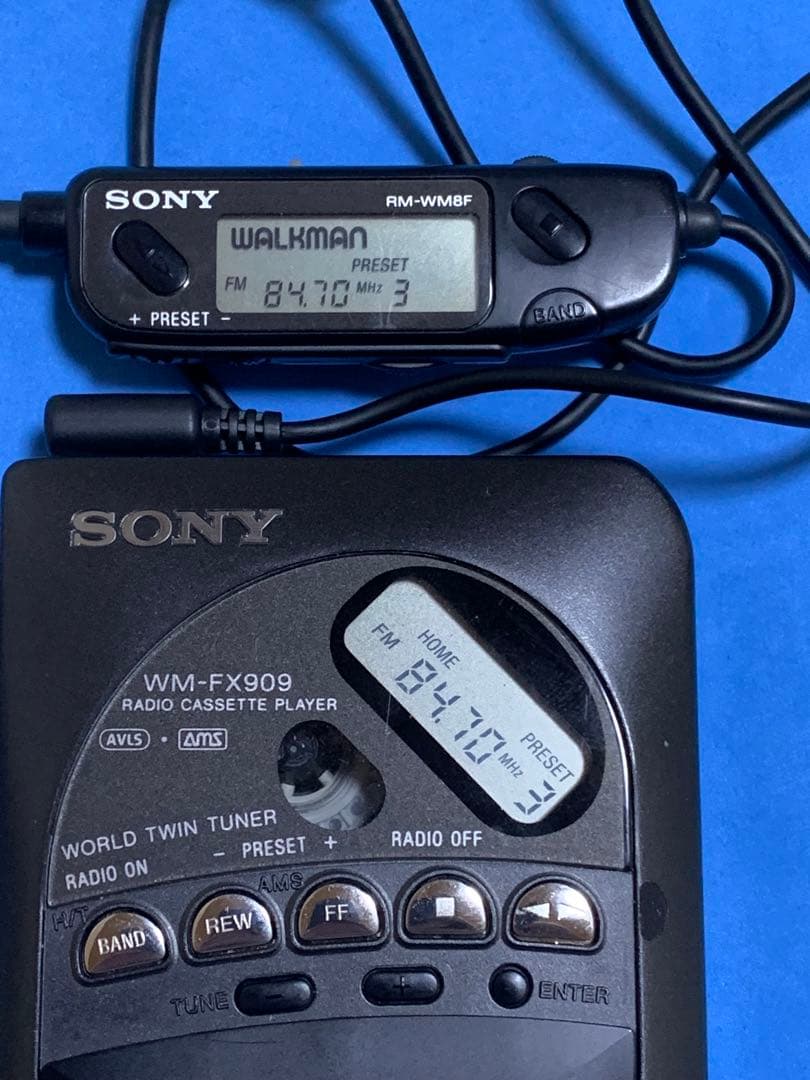 SONY
RM-WM8F
WALKMAN
PRESET
FM 84.70 MHz 3
+ PRESET -
BAND
SONY
HOME
FM 84.70 MHz PRESET 3
WM-FX909
RADIO CASSETTE PLAYER
AVLS • AMS
WORLD TWIN TUNER
RADIO ON
- PRESET +
RADIO OFF
H/T
AMS
BAND
REW
FF
TUNE - +
ENTER